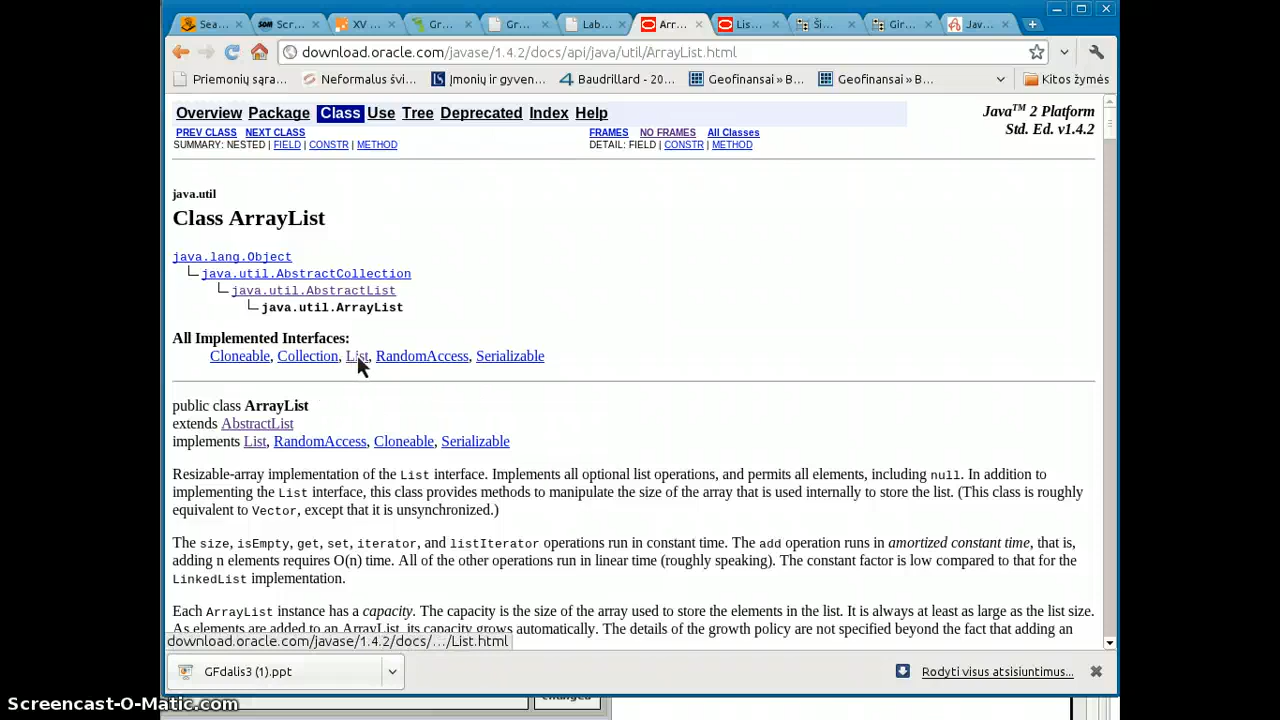 Sea...
Scr...
XV ...
Gr...
Gr...
Lab...
Arr...
Lis...
Ši...
Gir...
Jav...
download.oracle.com/javase/1.4.2/docs/api/java/util/ArrayList.html
Priemonių sąra...
Neformalus švi...
Įmonių ir gyven...
Baudrillard - 20...
Geofinansai » B...
Geofinansai » B...
Kitos žymės
Overview Package Class Use Tree Deprecated Index Help
Java™ 2 Platform
Std. Ed. v1.4.2
PREV CLASS NEXT CLASS
FRAMES NO FRAMES All Classes
SUMMARY: NESTED | FIELD | CONSTR | METHOD
DETAIL: FIELD | CONSTR | METHOD
java.util
Class ArrayList
java.lang.Object
java.util.AbstractCollection
java.util.AbstractList
java.util.ArrayList
All Implemented Interfaces:
Cloneable, Collection, List, RandomAccess, Serializable
public class ArrayList
extends AbstractList
implements List, RandomAccess, Cloneable, Serializable
Resizable-array implementation of the List interface. Implements all optional list operations, and permits all elements, including null. In addition to
implementing the List interface, this class provides methods to manipulate the size of the array that is used internally to store the list. (This class is roughly
equivalent to Vector, except that it is unsynchronized.)
The size, isEmpty, get, set, iterator, and listIterator operations run in constant time. The add operation runs in amortized constant time, that is,
adding n elements requires O(n) time. All of the other operations run in linear time (roughly speaking). The constant factor is low compared to that for the
LinkedList implementation.
Each ArrayList instance has a capacity. The capacity is the size of the array used to store the elements in the list. It is always at least as large as the list size.
As elements are added to an ArrayList, its capacity grows automatically. The details of the growth policy are not specified beyond the fact that adding an
download.oracle.com/javase/1.4.2/docs/.../List.html
GFdalis3 (1).ppt
Rodyti visus atsisiuntimus...
changed
Screencast-O-Matic.com